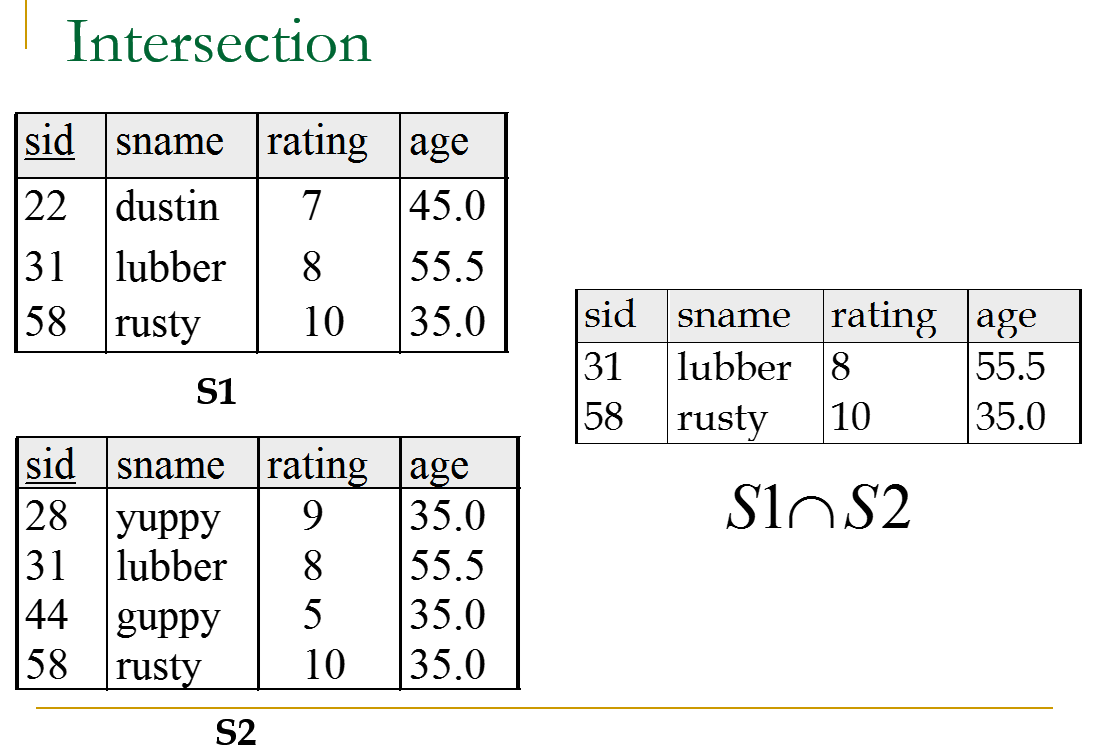 Intersection
sid sname rating age
22 dustin 7 45.0
31 lubber 8 55.5
58 rusty 10 35.0
S1
sid sname rating age
28 yuppy 9 35.0
31 lubber 8 55.5
44 guppy 5 35.0
58 rusty 10 35.0
S2
sid sname rating age
31 lubber 8 55.5
58 rusty 10 35.0
S1∩S2